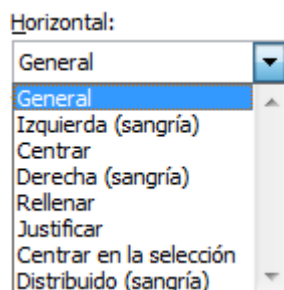 Horizontal:
General
General
Izquierda (sangría)
Centrar
Derecha (sangría)
Rellenar
Justificar
Centrar en la selección
Distribuido (sangría)